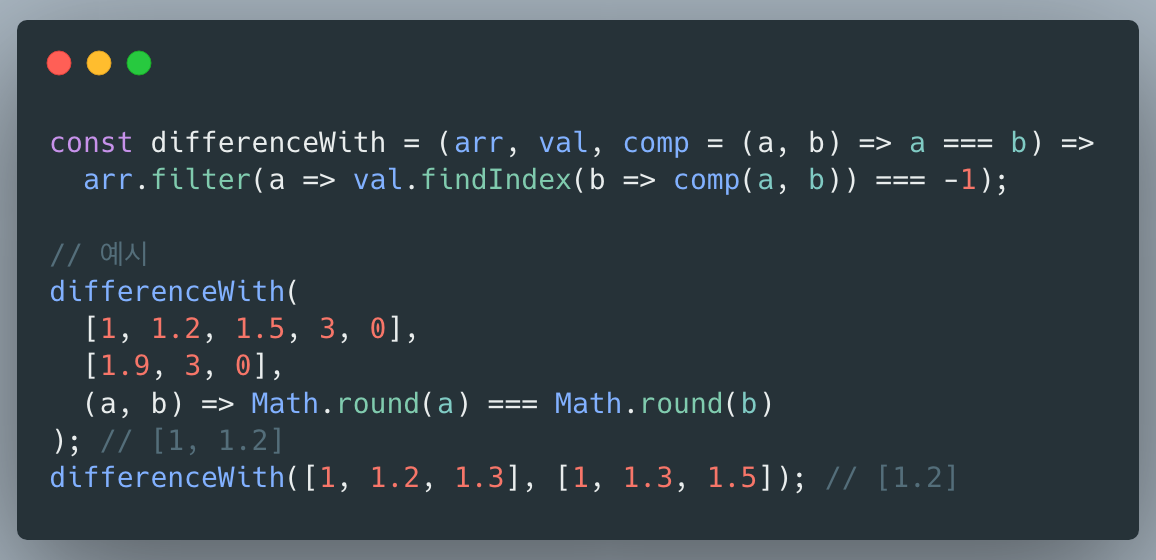 const differenceWith = (arr, val, comp = (a, b) => a === b) =>
  arr.filter(a => val.findIndex(b => comp(a, b)) === -1);
// 예시
differenceWith(
  [1, 1.2, 1.5, 3, 0],
  [1.9, 3, 0],
  (a, b) => Math.round(a) === Math.round(b)
); // [1, 1.2]
differenceWith([1, 1.2, 1.3], [1, 1.3, 1.5]); // [1.2]